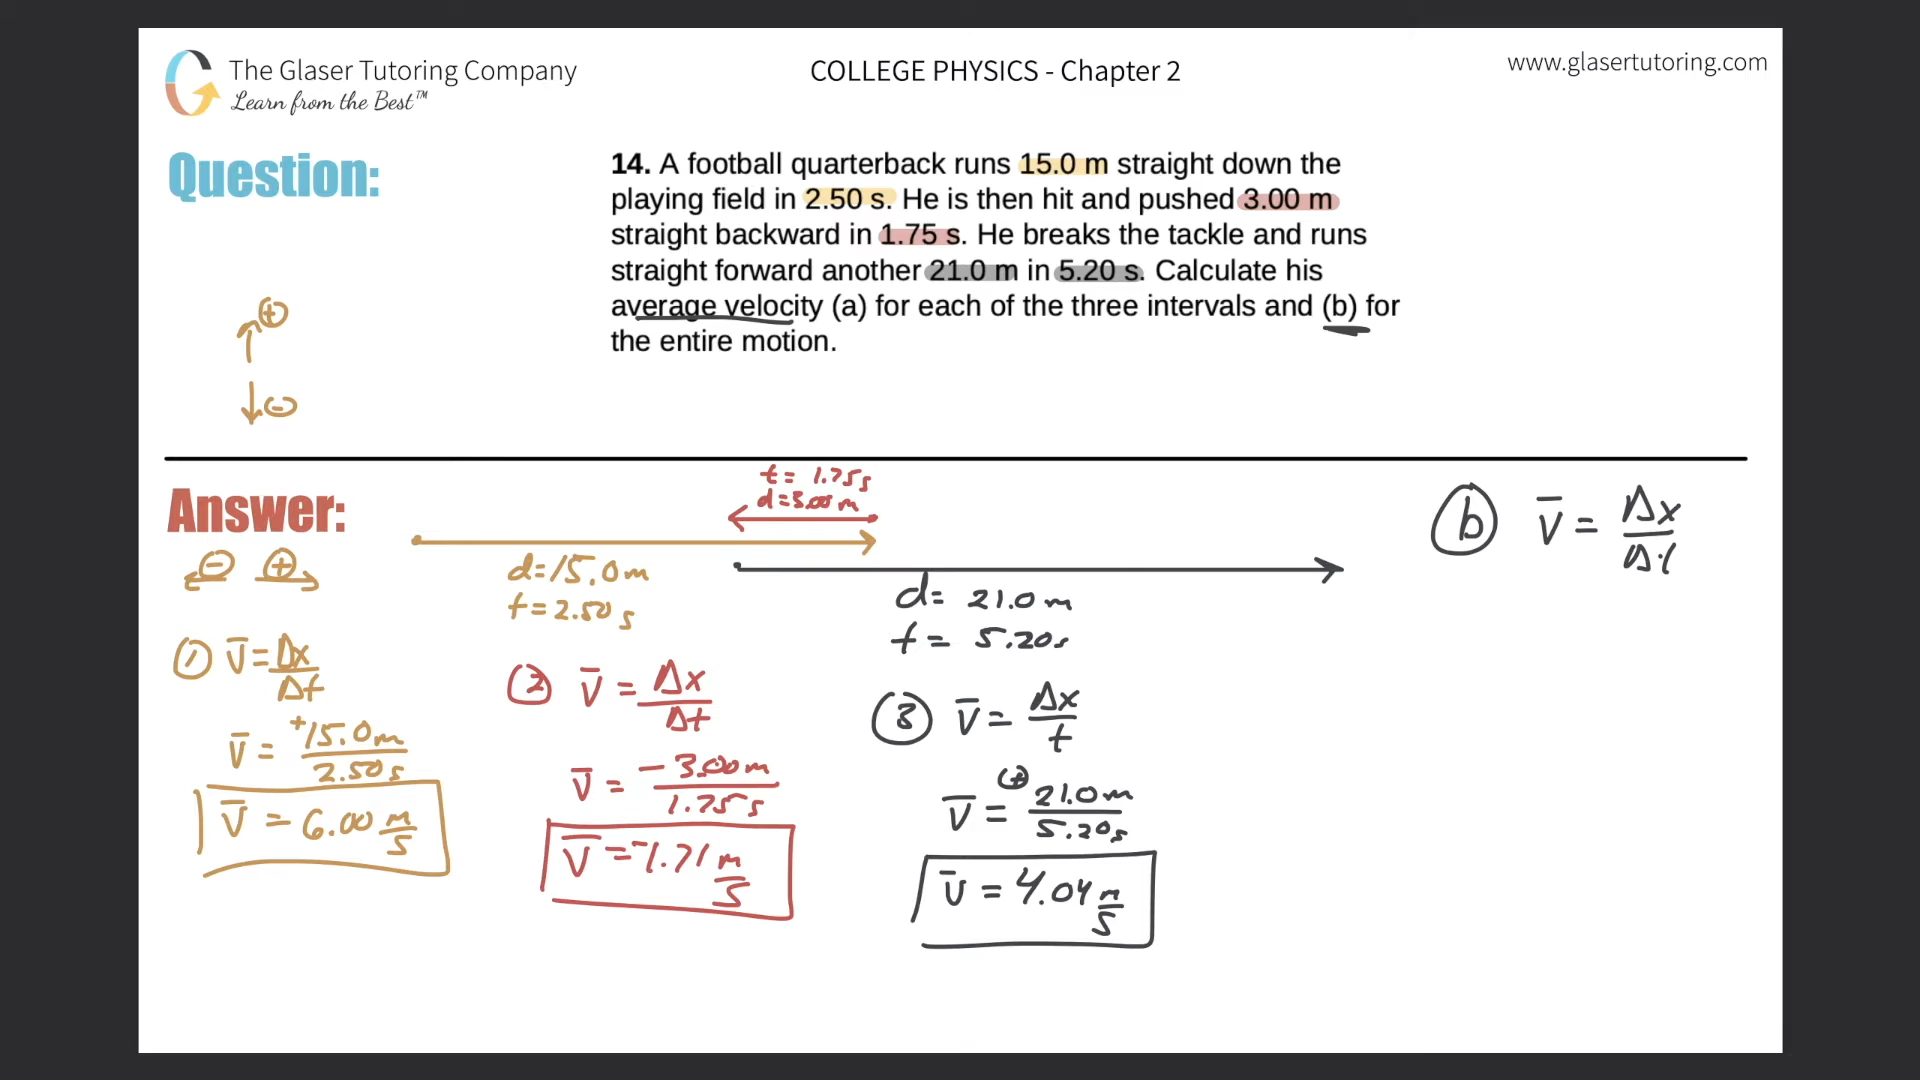 The Glaser Tutoring Company
Learn from the Best™
COLLEGE PHYSICS - Chapter 2
www.glasertutoring.com
Question:
14. A football quarterback runs 15.0 m straight down the
playing field in 2.50 s. He is then hit and pushed 3.00 m
straight backward in 1.75 s. He breaks the tackle and runs
straight forward another 21.0 m in 5.20 s. Calculate his
average velocity (a) for each of the three intervals and (b) for
the entire motion.
+
-
Answer:
- +
t = 1.75 s
d = 3.00 m
d = 15.0 m
t = 2.50 s
d = 21.0 m
t = 5.20 s
① v̅ = Δx/Δt
v̅ = +15.0 m/2.50 s
v̅ = 6.00 m/s
② v̅ = Δx/Δt
v̅ = -3.00 m/1.75 s
v̅ = -1.71 m/s
③ v̅ = Δx/t
v̅ = (+) 21.0 m/5.20 s
v̅ = 4.04 m/s
ⓑ v̅ = Δx/Δt